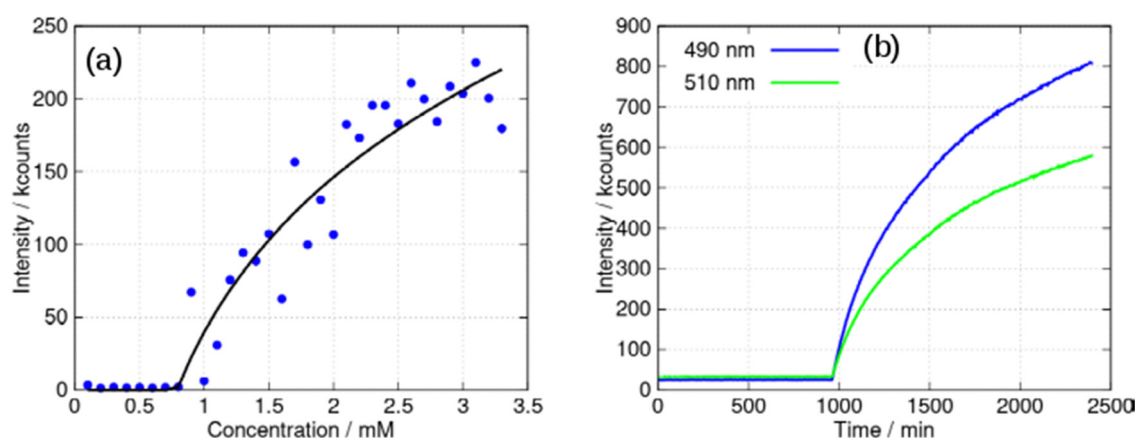 (a)
250
200
150
100
50
0
Intensity / kcounts
0 0.5 1 1.5 2 2.5 3 3.5
Concentration / mM
(b)
490 nm
510 nm
900
800
700
600
500
400
300
200
100
0
Intensity / kcounts
0 500 1000 1500 2000 2500
Time / min